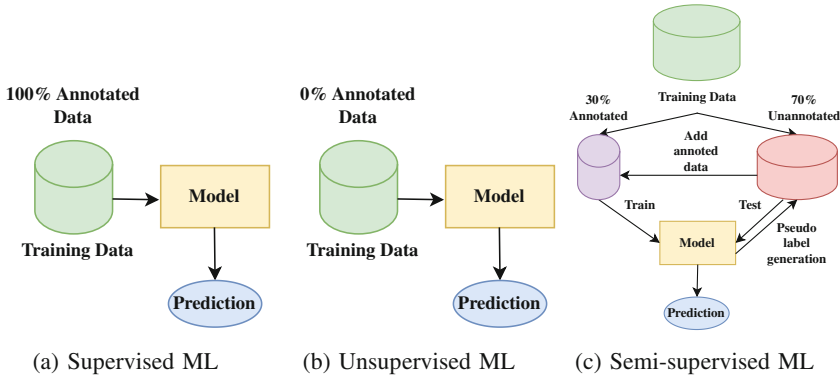 100% Annotated
Data
Training Data
Model
Prediction
(a) Supervised ML
0% Annotated
Data
Training Data
Model
Prediction
(b) Unsupervised ML
Training Data
30%
Annotated
70%
Unannotated
Add
annoted
data
Train
Test
Pseudo
label
generation
Model
Prediction
(c) Semi-supervised ML